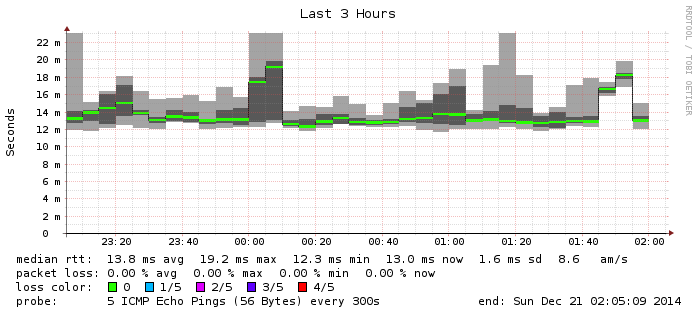 Last 3 Hours
RRDTOOL / TOBI OETIKER
Seconds
22 m
20 m
18 m
16 m
14 m
12 m
10 m
8 m
6 m
4 m
2 m
0
23:20 23:40 00:00 00:20 00:40 01:00 01:20 01:40 02:00
median rtt: 13.8 ms avg 19.2 ms max 12.3 ms min 13.0 ms now 1.6 ms sd 8.6 am/s
packet loss: 0.00 % avg 0.00 % max 0.00 % min 0.00 % now
loss color: 0 1/5 2/5 3/5 4/5
probe: 5 ICMP Echo Pings (56 Bytes) every 300s end: Sun Dec 21 02:05:09 2014